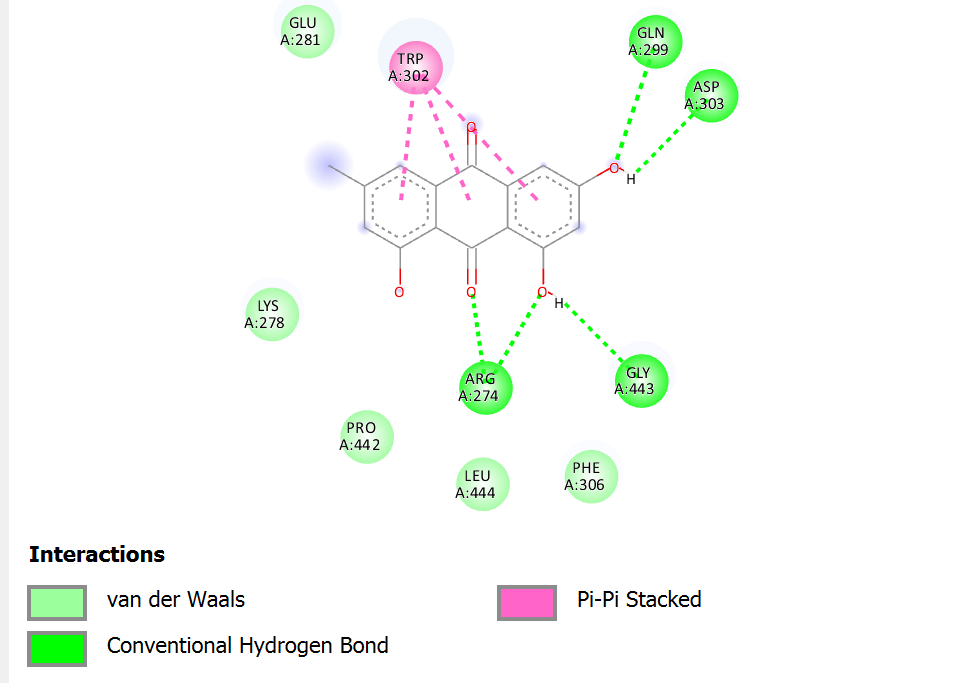 GLU
A:281
TRP
A:302
GLN
A:299
ASP
A:303
O
O
H
O
O
O
H
LYS
A:278
ARG
A:274
GLY
A:443
PRO
A:442
LEU
A:444
PHE
A:306
Interactions
van der Waals
Pi-Pi Stacked
Conventional Hydrogen Bond